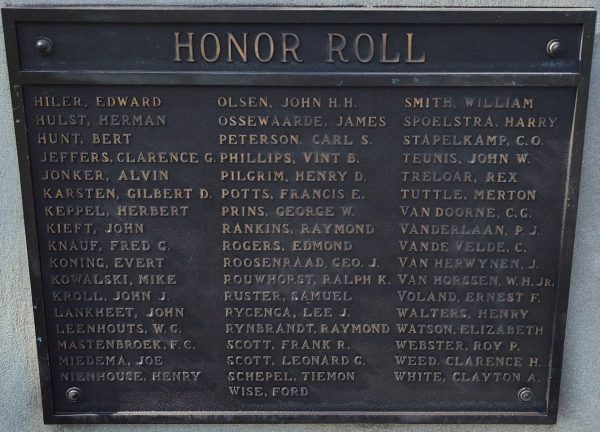 HONOR ROLL
HILER, EDWARD
HULST, HERMAN
HUNT, BERT
JEFFERS, CLARENCE G.
JONKER, ALVIN
KARSTEN, GILBERT D.
KEPPEL, HERBERT
KIEFT, JOHN
KNAUF, FRED G.
KONING, EVERT
KOWALSKI, MIKE
KROLL, JOHN J.
LANKHEET, JOHN
LEENHOUTS, W.G.
MASTENBROEK, F.C.
MIEDEMA, JOE
NIENHOUSE, HENRY
OLSEN, JOHN H.H.
OSSEWAARDE, JAMES
PETERSON, CARL S.
PHILLIPS, VINT B.
PILGRIM, HENRY D.
POTTS, FRANCIS E.
PRINS, GEORGE W.
RANKINS, RAYMOND
ROGERS, EDMOND
ROOSENRAAD, GEO. J.
ROUWHORST, RALPH K.
RUSTER, SAMUEL
RYCENGA, LEE J.
RYNBRANDT, RAYMOND
SCOTT, FRANK R.
SCOTT, LEONARD G.
SCHEPEL, TIEMON
WISE, FORD
SMITH, WILLIAM
SPOELSTRA, HARRY
STAPELKAMP, C.O.
TEUNIS, JOHN W.
TRELOAR, REX
TUTTLE, MERTON
VAN DOORNE, C.G.
VANDERLAAN, P.J.
VANDE VELDE, C.
VAN HERWYNEN, J.
VAN HORSSEN, W.H. JR.
VOLAND, ERNEST F.
WALTERS, HENRY
WATSON, ELIZABETH
WEBSTER, ROY P.
WEED, CLARENCE H.
WHITE, CLAYTON A.